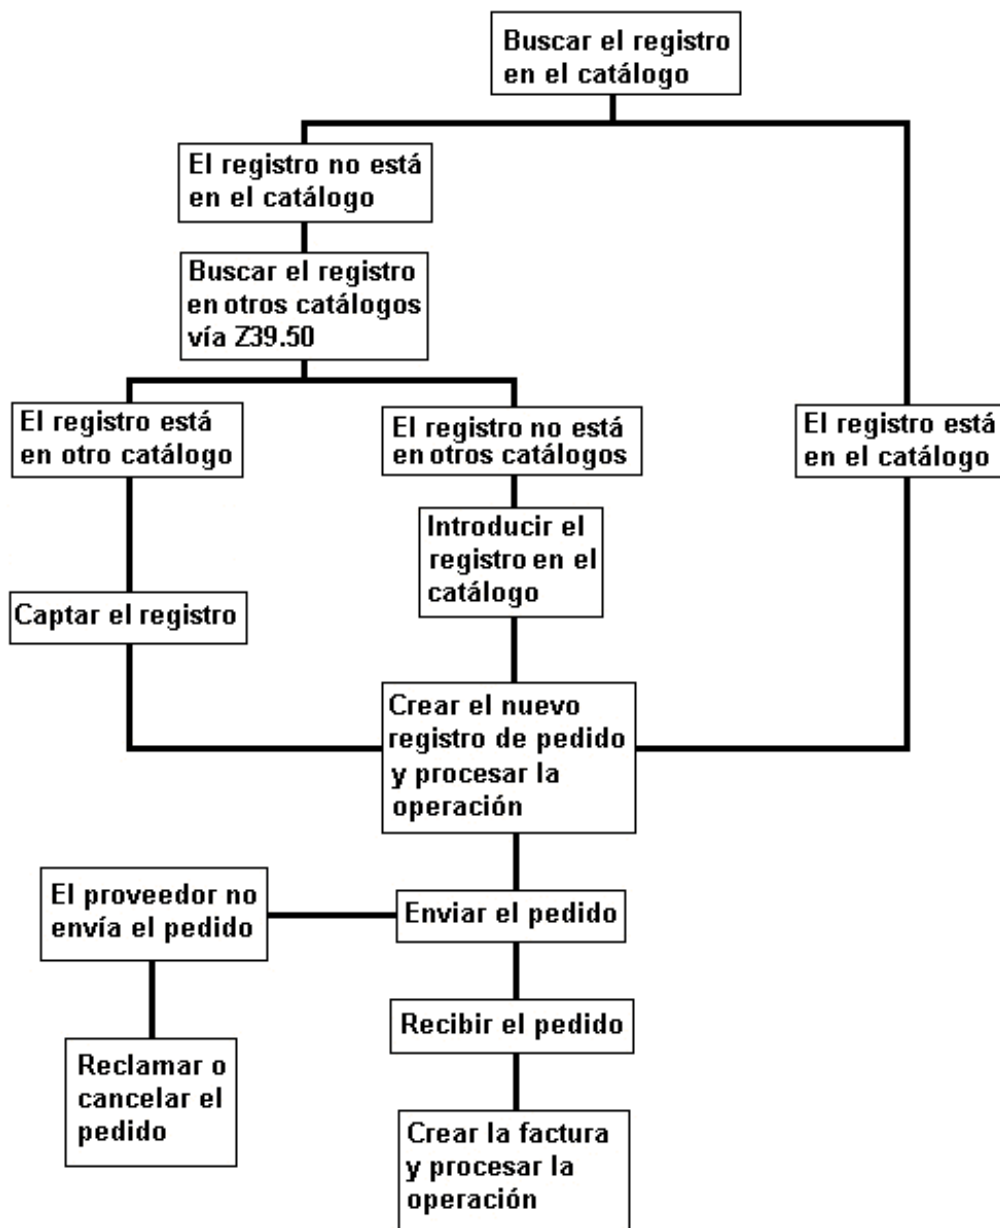 Buscar el registro
en el catálogo
El registro no está
en el catálogo
Buscar el registro
en otros catálogos
vía Z39.50
El registro está
en otro catálogo
El registro no está
en otros catálogos
El registro está
en el catálogo
Introducir el
registro en el
catálogo
Captar el registro
Crear el nuevo
registro de pedido
y procesar la
operación
El proveedor no
envía el pedido
Enviar el pedido
Recibir el pedido
Reclamar o
cancelar el
pedido
Crear la factura
y procesar la
operación